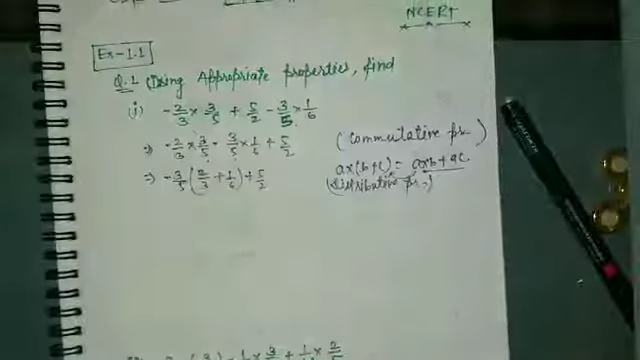 NCERT
Ex-1.1
Q.1 Using Appropriate properties, find
(i) -2/3 × 3/5 + 5/2 - 3/5 × 1/6
⇒ -2/3 × 3/5 - 3/5 × 1/6 + 5/2 (Commutative pr.)
⇒ -3/5 (2/3 + 1/6) + 5/2 a×(b+c) = a×b + ac
(Distributive pr.)